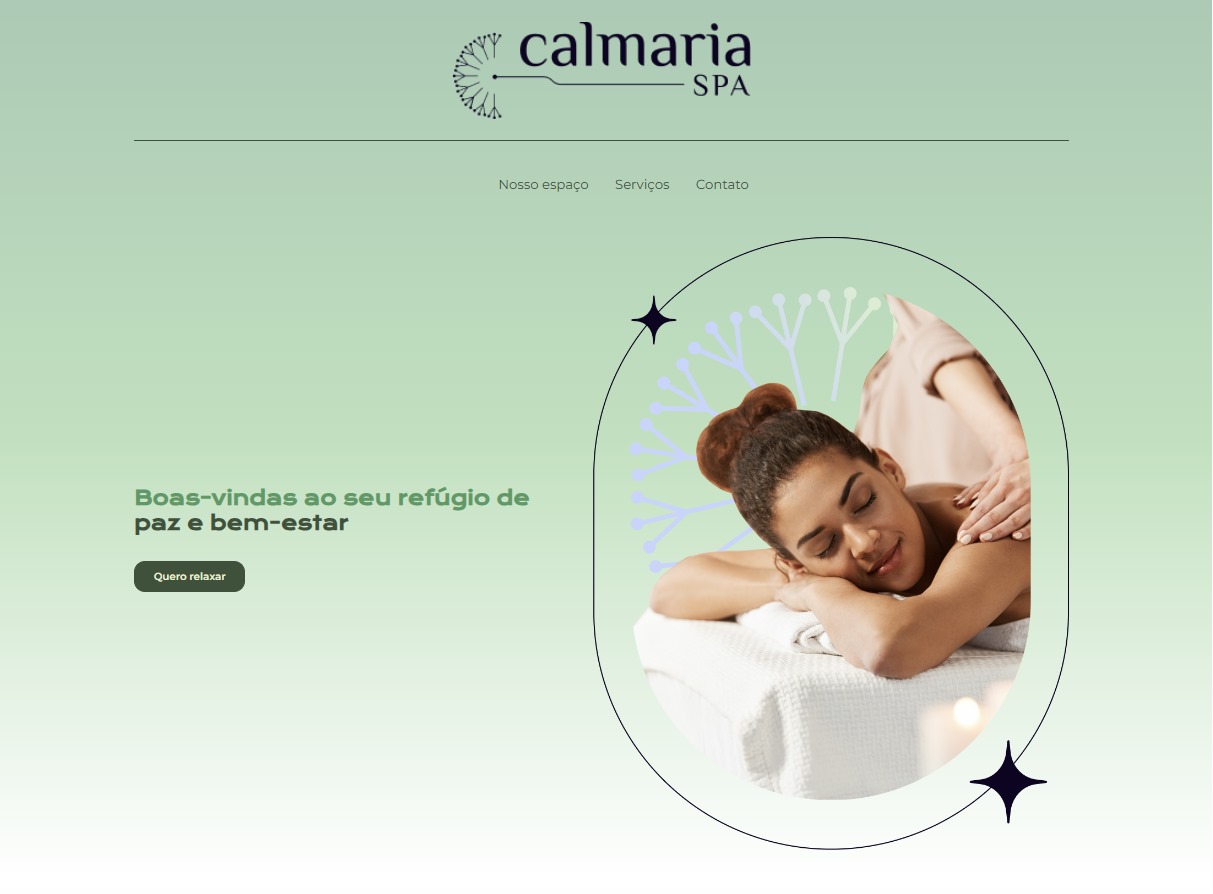 calmaria
SPA
Nosso espaço Serviços Contato
Boas-vindas ao seu refúgio de
paz e bem-estar
Quero relaxar